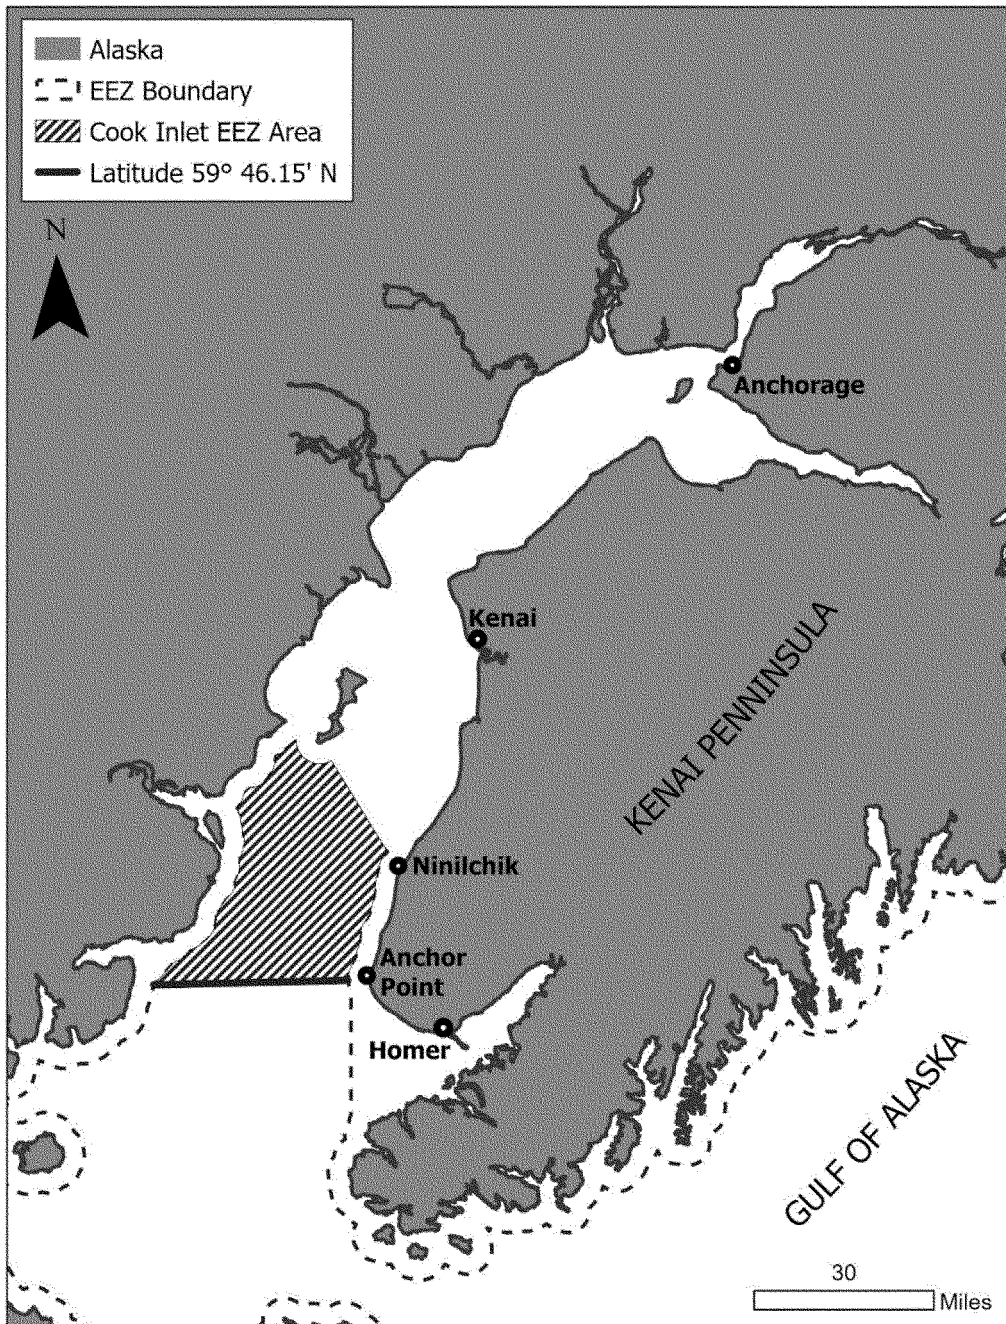 Alaska
EEZ Boundary
Cook Inlet EEZ Area
Latitude 59° 46.15' N
N
Anchorage
Kenai
KENAI PENNINSULA
Ninilchik
Anchor
Point
Homer
GULF OF ALASKA
30
Miles